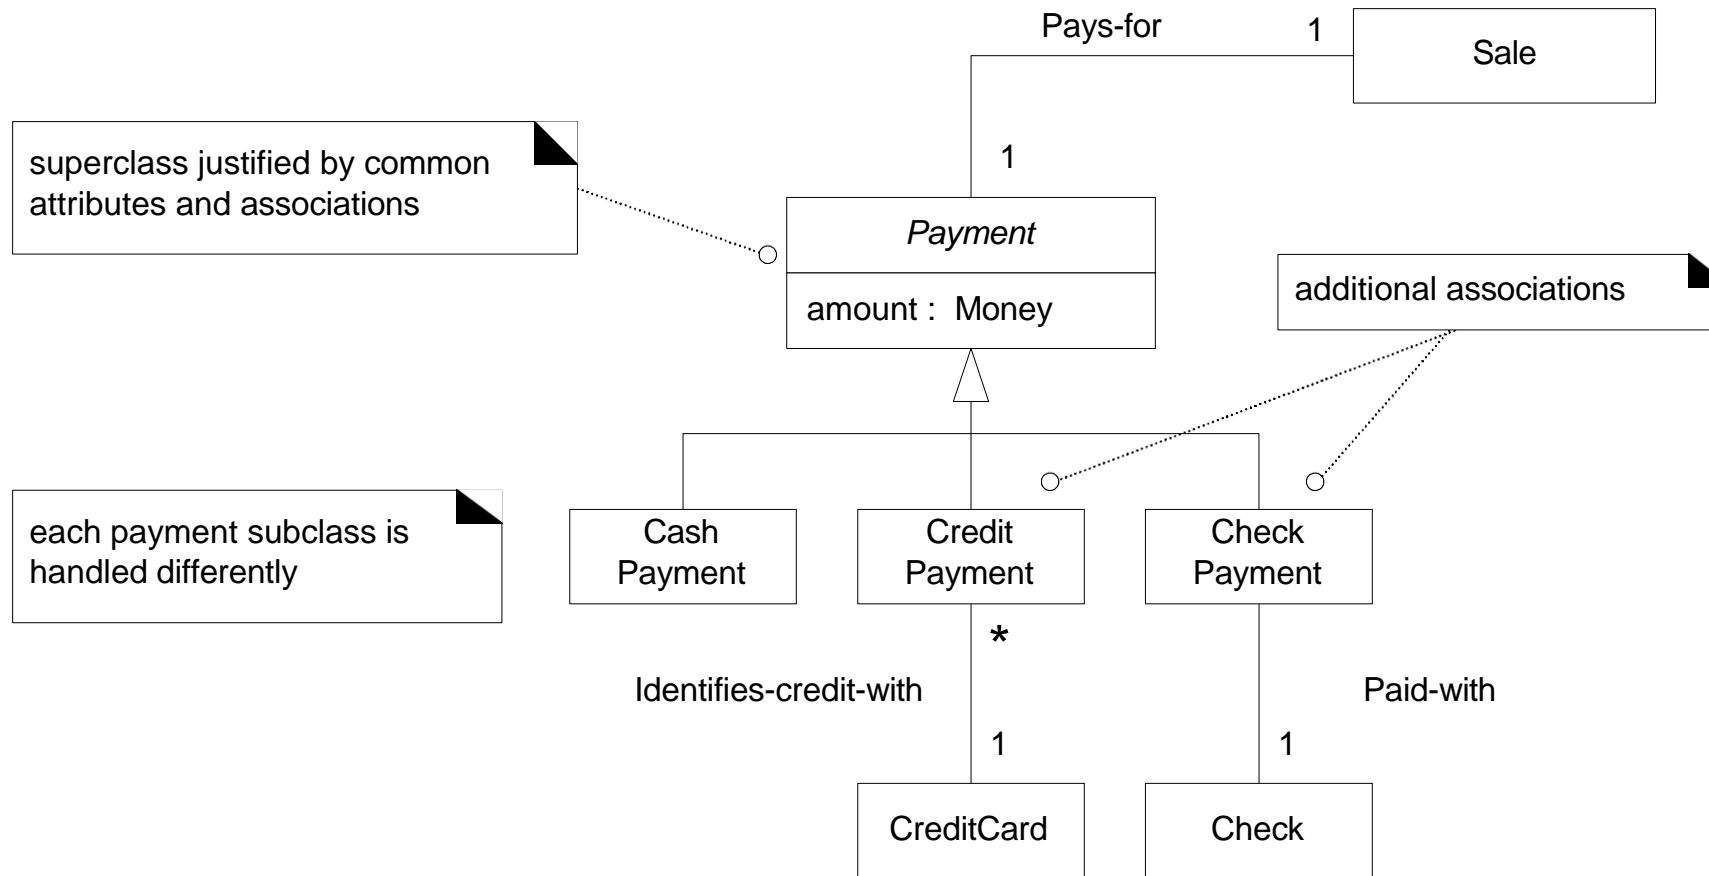 Pays-for
1
Sale
superclass justified by common
attributes and associations
1
Payment
amount : Money
additional associations
each payment subclass is
handled differently
Cash
Payment
Credit
Payment
Check
Payment
*
Identifies-credit-with
Paid-with
1
1
CreditCard
Check